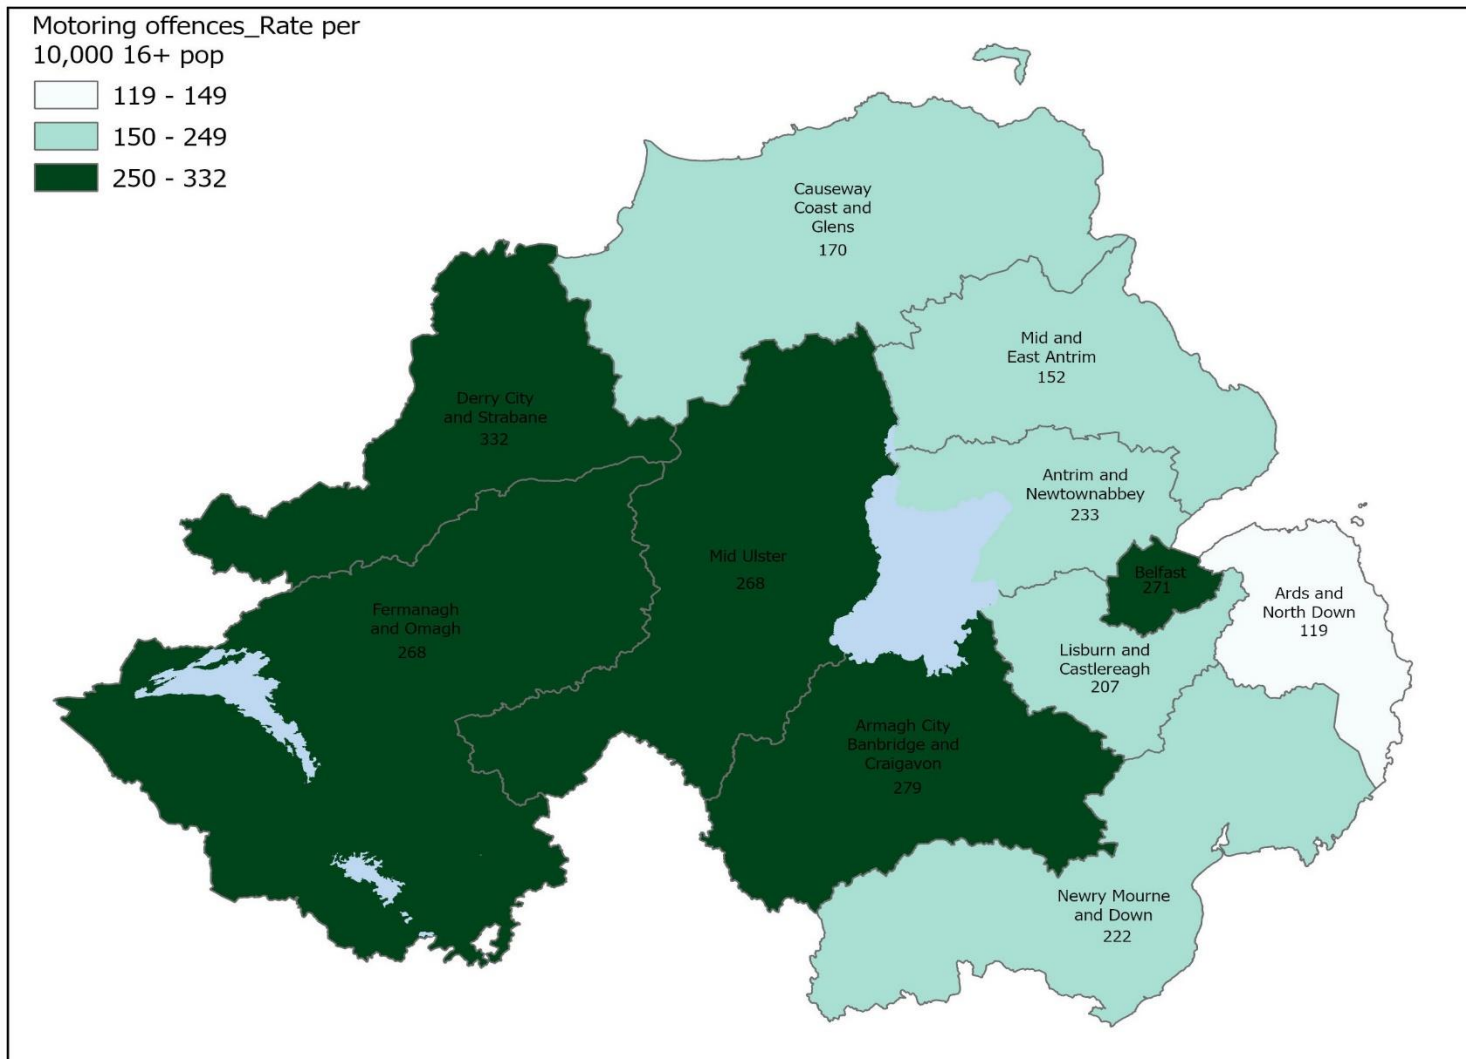 Motoring offences_Rate per
10,000 16+ pop
119 - 149
150 - 249
250 - 332
Causeway
Coast and
Glens
170
Mid and
East Antrim
152
Derry City
and Strabane
332
Antrim and
Newtownabbey
233
Mid Ulster
268
Belfast
271
Ards and
North Down
119
Fermanagh
and Omagh
268
Lisburn and
Castlereagh
207
Armagh City
Banbridge and
Craigavon
279
Newry Mourne
and Down
222